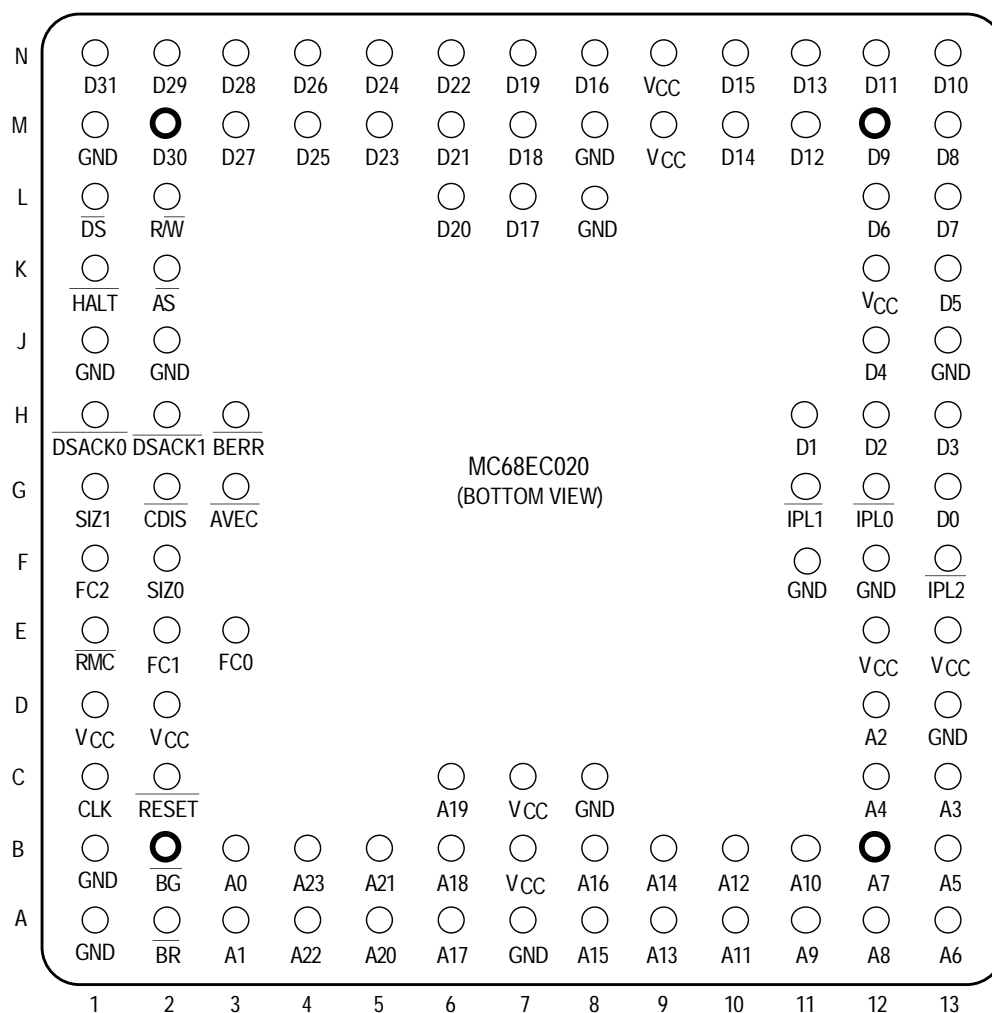 N
D31 D29 D28 D26 D24 D22 D19 D16 VCC D15 D13 D11 D10
M
GND D30 D27 D25 D23 D21 D18 GND VCC D14 D12 D9 D8
L
DS R/W D20 D17 GND D6 D7
K
HALT AS VCC D5
J
GND GND D4 GND
H
DSACK0 DSACK1 BERR D1 D2 D3
MC68EC020
G
(BOTTOM VIEW)
SIZ1 CDIS AVEC IPL1 IPL0 D0
F
FC2 SIZ0 GND GND IPL2
E
RMC FC1 FC0 VCC VCC
D
VCC VCC A2 GND
C
CLK RESET A19 VCC GND A4 A3
B
GND BG A0 A23 A21 A18 VCC A16 A14 A12 A10 A7 A5
A
GND BR A1 A22 A20 A17 GND A15 A13 A11 A9 A8 A6
1 2 3 4 5 6 7 8 9 10 11 12 13